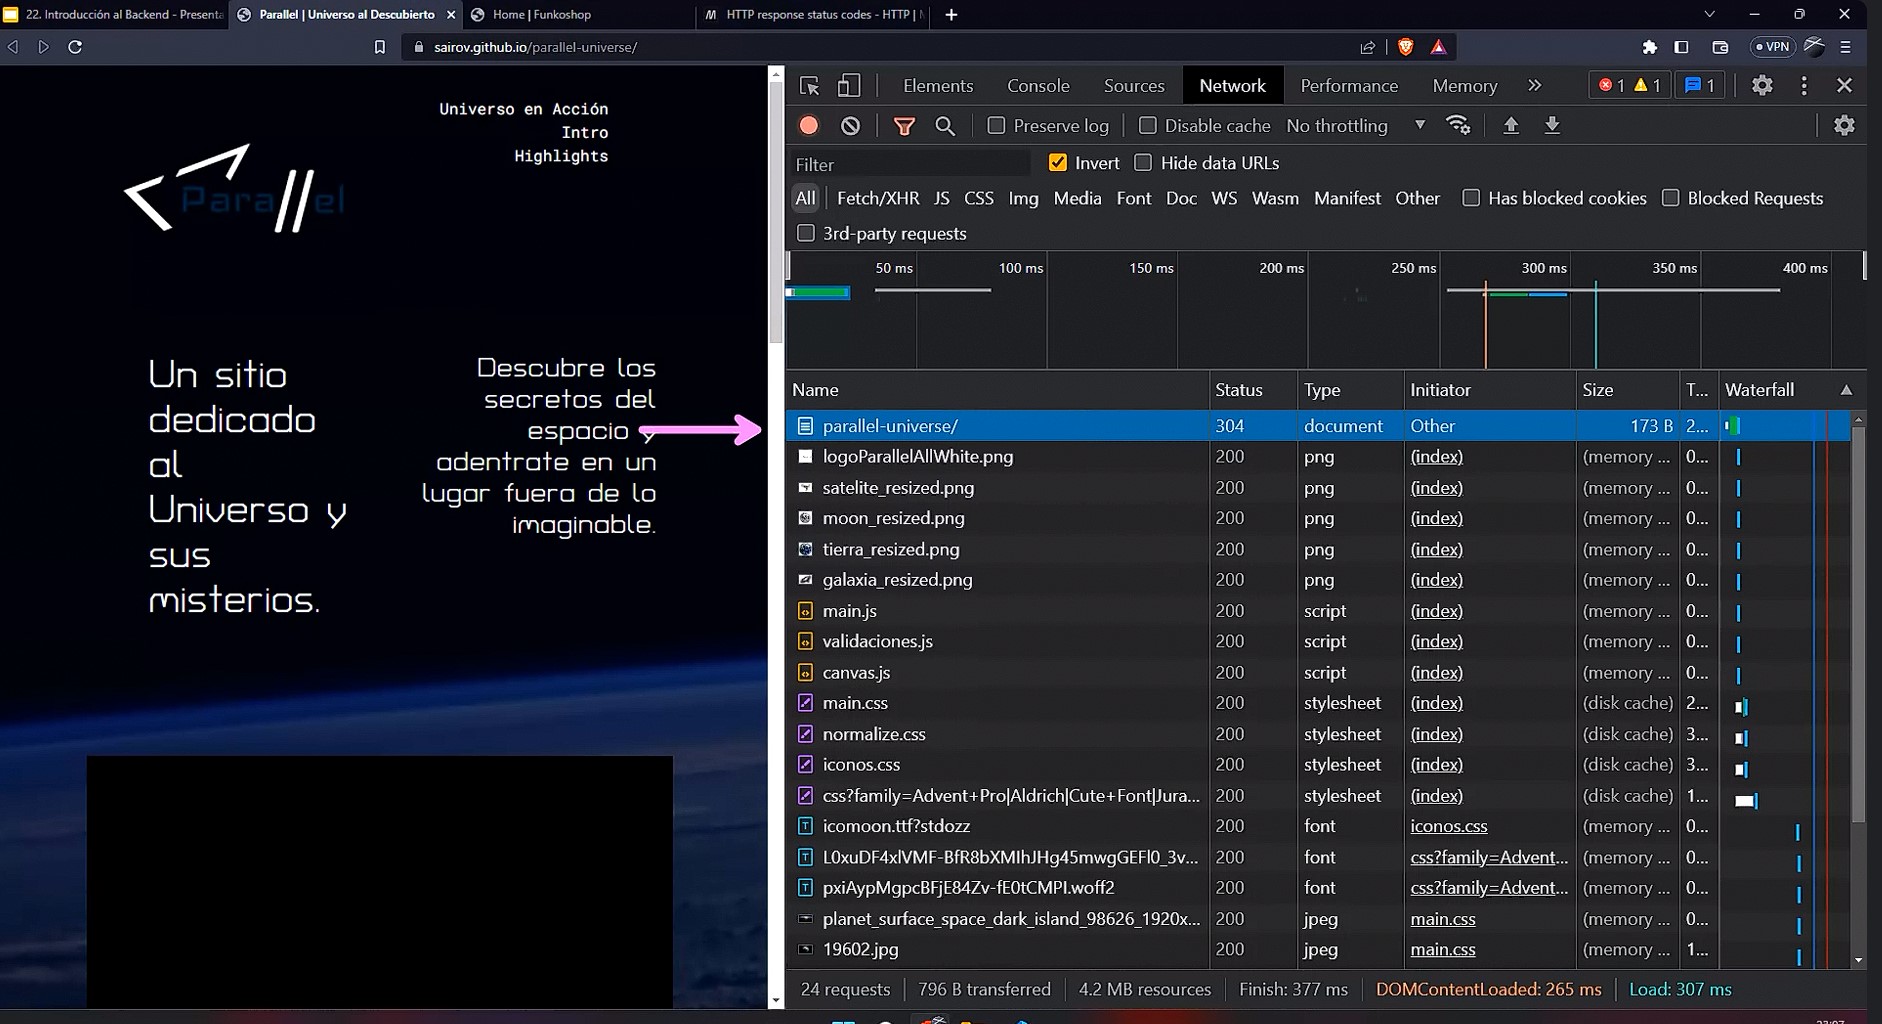 22. Introducción al Backend - Presenta
Parallel | Universo al Descubierto
Home | Funkoshop
HTTP response status codes - HTTP |
sairov.github.io/parallel-universe/
VPN
Universo en Acción
Intro
Highlights
Parallel
Un sitio
dedicado
al
Universo y
sus
misterios.
Descubre los
secretos del
espacio y
adentrate en un
lugar fuera de lo
imaginable.
Elements Console Sources Network Performance Memory 1 1 1
Preserve log Disable cache No throttling
Filter Invert Hide data URLs
All Fetch/XHR JS CSS Img Media Font Doc WS Wasm Manifest Other Has blocked cookies Blocked Requests
3rd-party requests
50 ms 100 ms 150 ms 200 ms 250 ms 300 ms 350 ms 400 ms
Name Status Type Initiator Size T... Waterfall
parallel-universe/ 304 document Other 173 B 2...
logoParallelAllWhite.png 200 png (index) (memory ... 0...
satelite_resized.png 200 png (index) (memory ... 0...
moon_resized.png 200 png (index) (memory ... 0...
tierra_resized.png 200 png (index) (memory ... 0...
galaxia_resized.png 200 png (index) (memory ... 0...
main.js 200 script (index) (memory ... 0...
validaciones.js 200 script (index) (memory ... 0...
canvas.js 200 script (index) (memory ... 0...
main.css 200 stylesheet (index) (disk cache) 2...
normalize.css 200 stylesheet (index) (disk cache) 3...
iconos.css 200 stylesheet (index) (disk cache) 3...
css?family=Advent+Pro|Aldrich|Cute+Font|Jura... 200 stylesheet (index) (disk cache) 1...
icomoon.ttf?stdozz 200 font iconos.css (memory ... 0...
L0xuDF4xlVMF-BfR8bXMIhJHg45mwgGEFl0_3v... 200 font css?family=Advent... (memory ... 0...
pxiAypMgpcBFjE84Zv-fE0tCMPI.woff2 200 font css?family=Advent... (memory ... 0...
planet_surface_space_dark_island_98626_1920x... 200 jpeg main.css (memory ... 0...
19602.jpg 200 jpeg main.css (memory ... 1...
24 requests 796 B transferred 4.2 MB resources Finish: 377 ms DOMContentLoaded: 265 ms Load: 307 ms